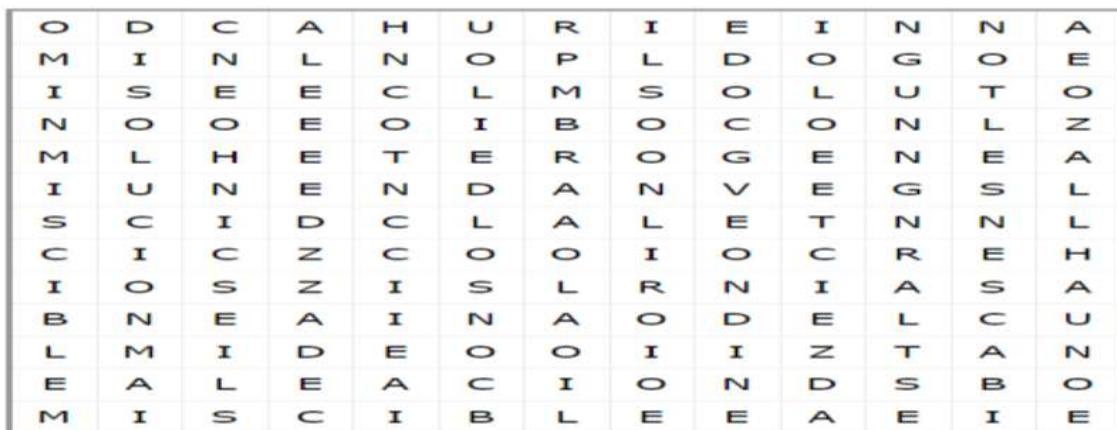 O D C A H U R I E I N N A
M I N L N O P L D O G O E
I S E E C L M S O L U T O
N O O E O I B O C O N L Z
M L H E T E R O G E N E A
I U N E N D A N V E G S L
S C I D C L A L E T N N L
C I C Z C O O I O C R E H
I O S Z I S L R N I A S A
B N E A I N A O D E L C U
L M I D E O O I I Z T A N
E A L E A C I O N D S B O
M I S C I B L E E A E I E